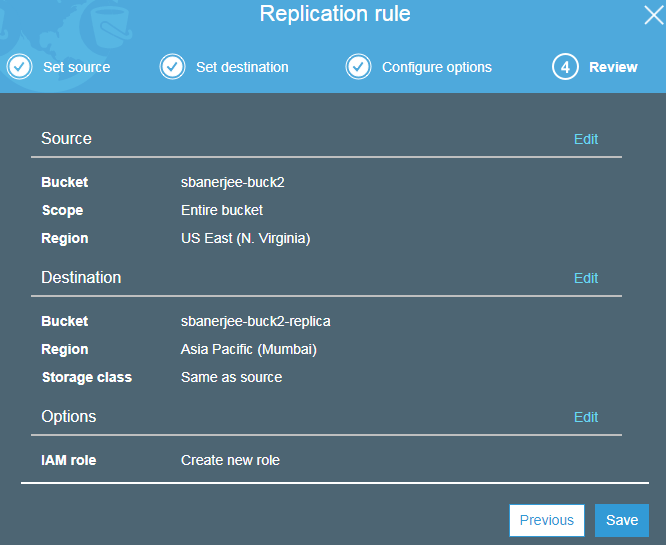 Replication rule
Set source Set destination Configure options 4 Review
Source Edit
Bucket sbanerjee-buck2
Scope Entire bucket
Region US East (N. Virginia)
Destination Edit
Bucket sbanerjee-buck2-replica
Region Asia Pacific (Mumbai)
Storage class Same as source
Options Edit
IAM role Create new role
Previous Save